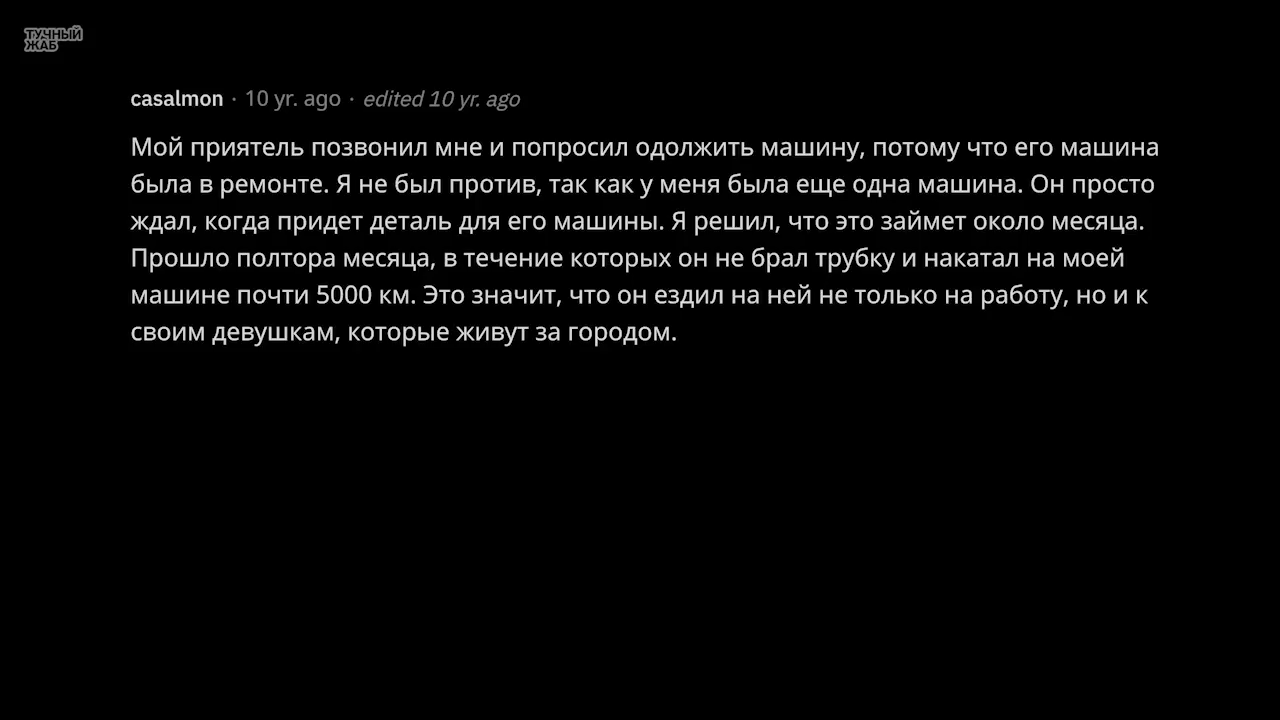 ТУЧНЫЙ
ЖАБ
casalmon · 10 yr. ago · edited 10 yr. ago
Мой приятель позвонил мне и попросил одолжить машину, потому что его машина
была в ремонте. Я не был против, так как у меня была еще одна машина. Он просто
ждал, когда придет деталь для его машины. Я решил, что это займет около месяца.
Прошло полтора месяца, в течение которых он не брал трубку и накатал на моей
машине почти 5000 км. Это значит, что он ездил на ней не только на работу, но и к
своим девушкам, которые живут за городом.